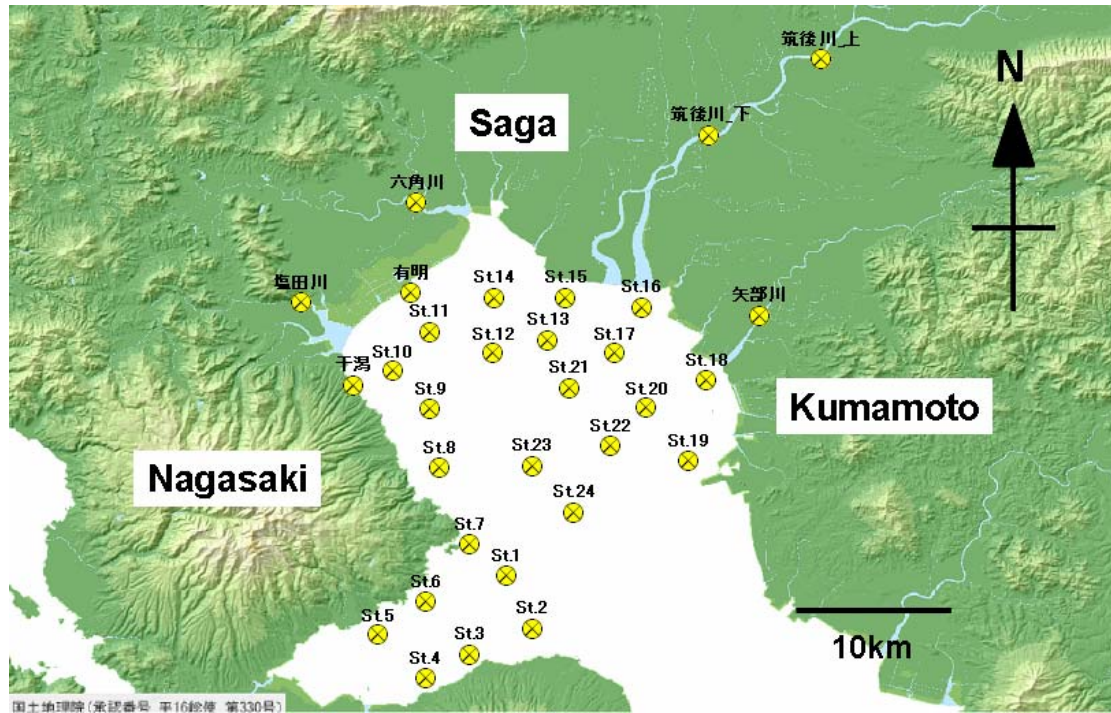 筑後川_上
N
筑後川_下
Saga
六角川
有明
St.14
St.15
St.16
塩田川
矢部川
St.11
St.13
St.12
St.17
干潟
St.10
St.18
St.21
St.9
St.20
Kumamoto
St.22
St.8
St.23
St.19
Nagasaki
St.24
St.7
St.1
St.6
St.2
St.5
St.3
10km
St.4
国土地理院(承認番号 平16総使 第330号)